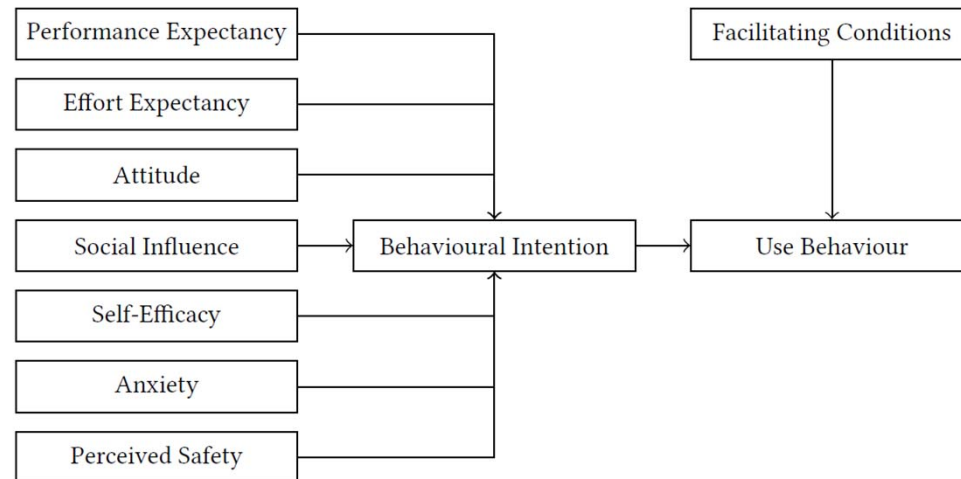 Performance Expectancy
Facilitating Conditions
Effort Expectancy
Attitude
Social Influence
Behavioural Intention
Use Behaviour
Self-Efficacy
Anxiety
Perceived Safety